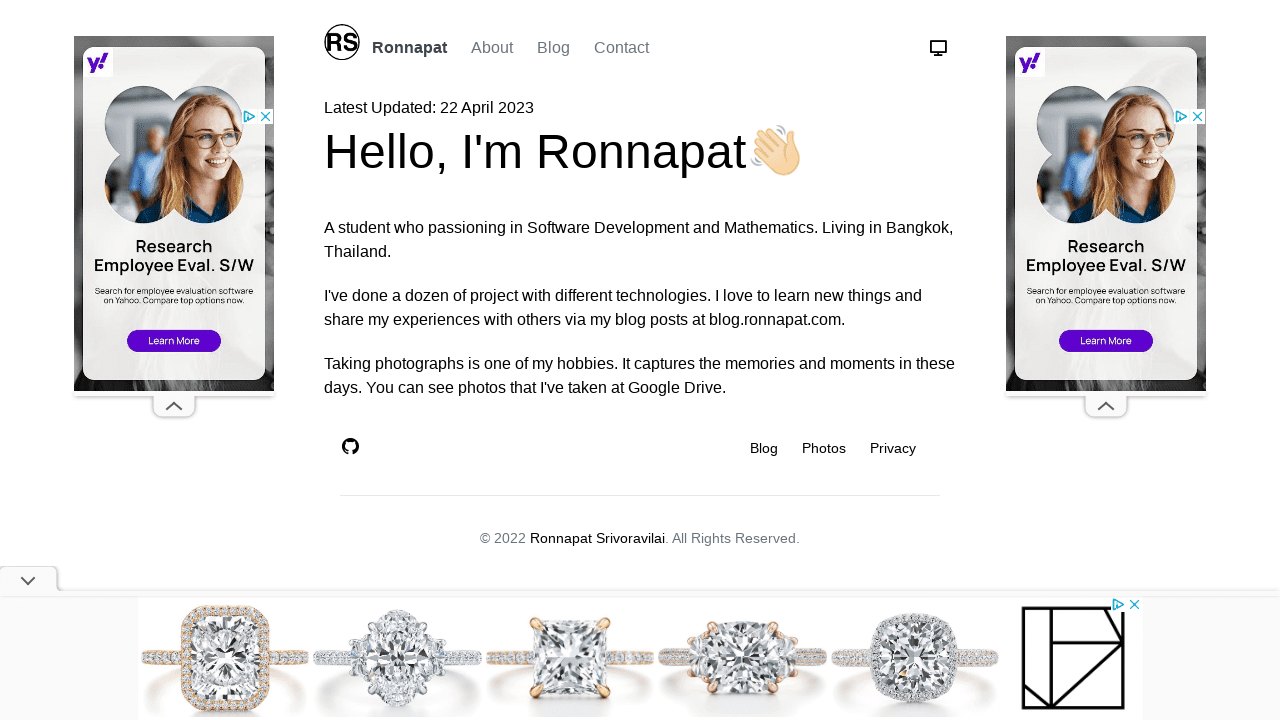 RS
Ronnapat
About
Blog
Contact
Latest Updated: 22 April 2023
Hello, I'm Ronnapat
A student who passioning in Software Development and Mathematics. Living in Bangkok,
Thailand.
I've done a dozen of project with different technologies. I love to learn new things and
share my experiences with others via my blog posts at blog.ronnapat.com.
Taking photographs is one of my hobbies. It captures the memories and moments in these
days. You can see photos that I've taken at Google Drive.
Blog
Photos
Privacy
© 2022 Ronnapat Srivoravilai. All Rights Reserved.
y!
Research
Employee Eval. S/W
Search for employee evaluation software
on Yahoo. Compare top options now.
Learn More
y!
Research
Employee Eval. S/W
Search for employee evaluation software
on Yahoo. Compare top options now.
Learn More